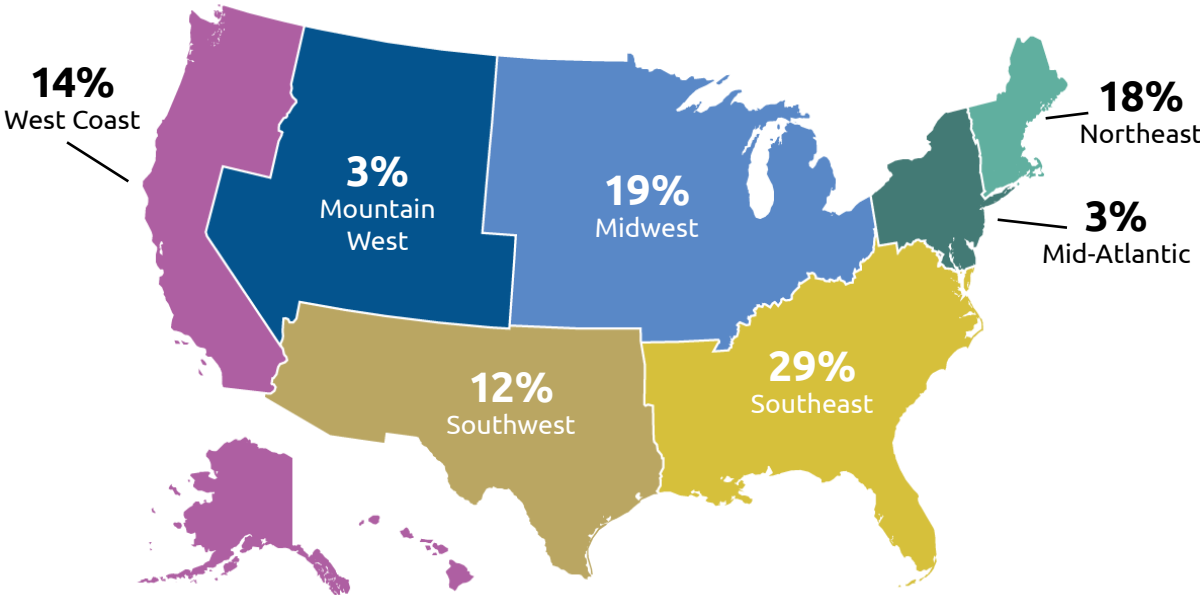 14%
West Coast
3%
Mountain
West
19%
Midwest
18%
Northeast
3%
Mid-Atlantic
12%
Southwest
29%
Southeast